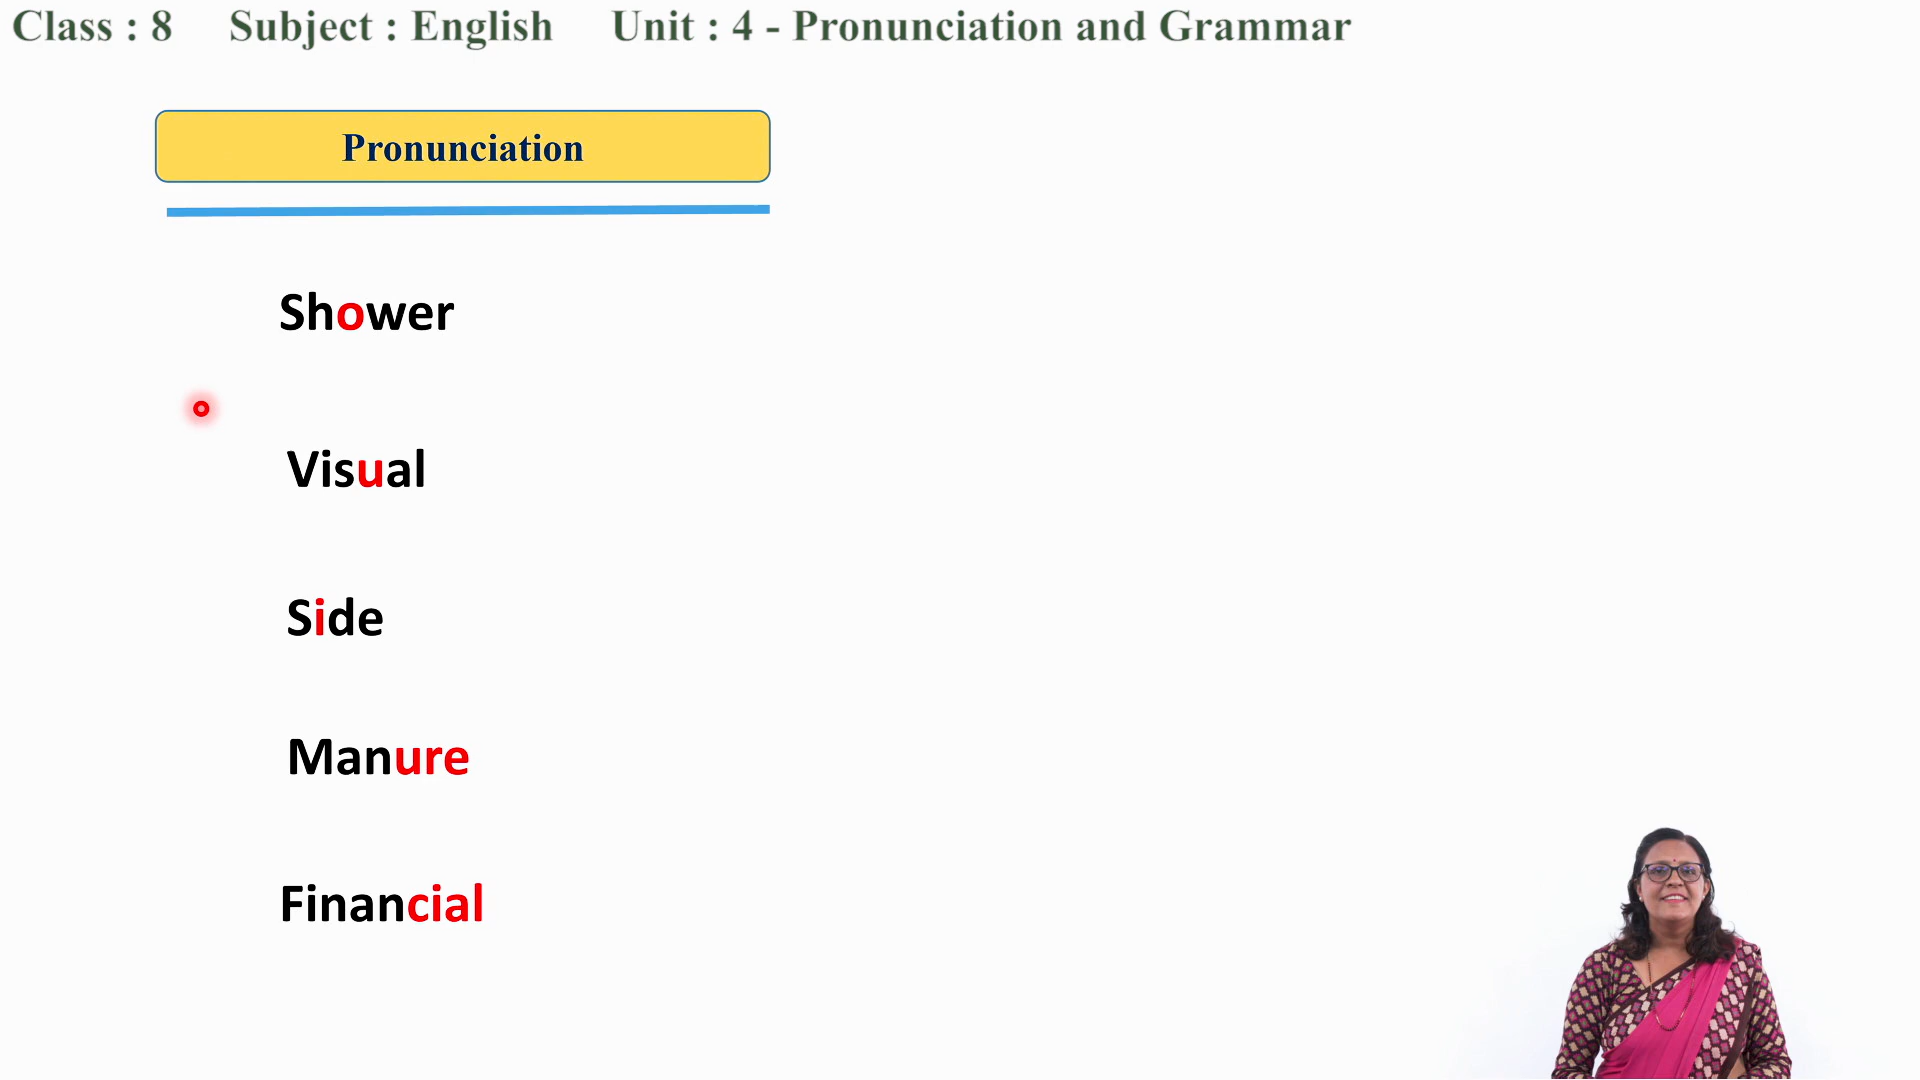 Class : 8 Subject : English Unit : 4 - Pronunciation and Grammar
Pronunciation
Shower
Visual
Side
Manure
Financial